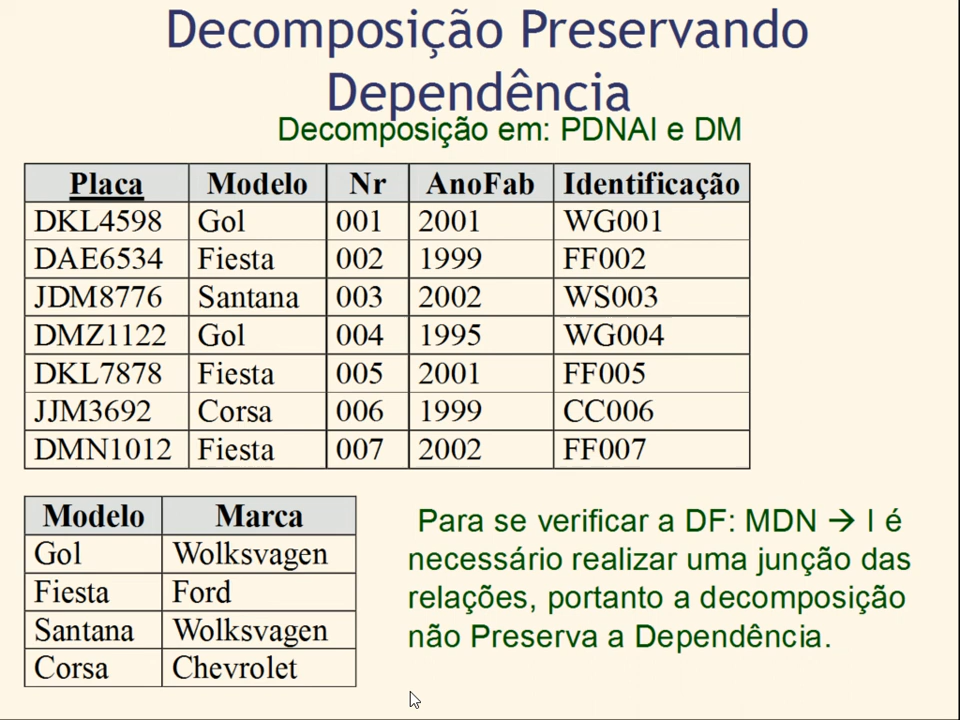 Decomposição Preservando
Dependência
Decomposição em: PDNAI e DM
Placa Modelo Nr AnoFab Identificação
DKL4598 Gol 001 2001 WG001
DAE6534 Fiesta 002 1999 FF002
JDM8776 Santana 003 2002 WS003
DMZ1122 Gol 004 1995 WG004
DKL7878 Fiesta 005 2001 FF005
JJM3692 Corsa 006 1999 CC006
DMN1012 Fiesta 007 2002 FF007
Modelo Marca
Gol Wolksvagen
Fiesta Ford
Santana Wolksvagen
Corsa Chevrolet
Para se verificar a DF: MDN → I é
necessário realizar uma junção das
relações, portanto a decomposição
não Preserva a Dependência.